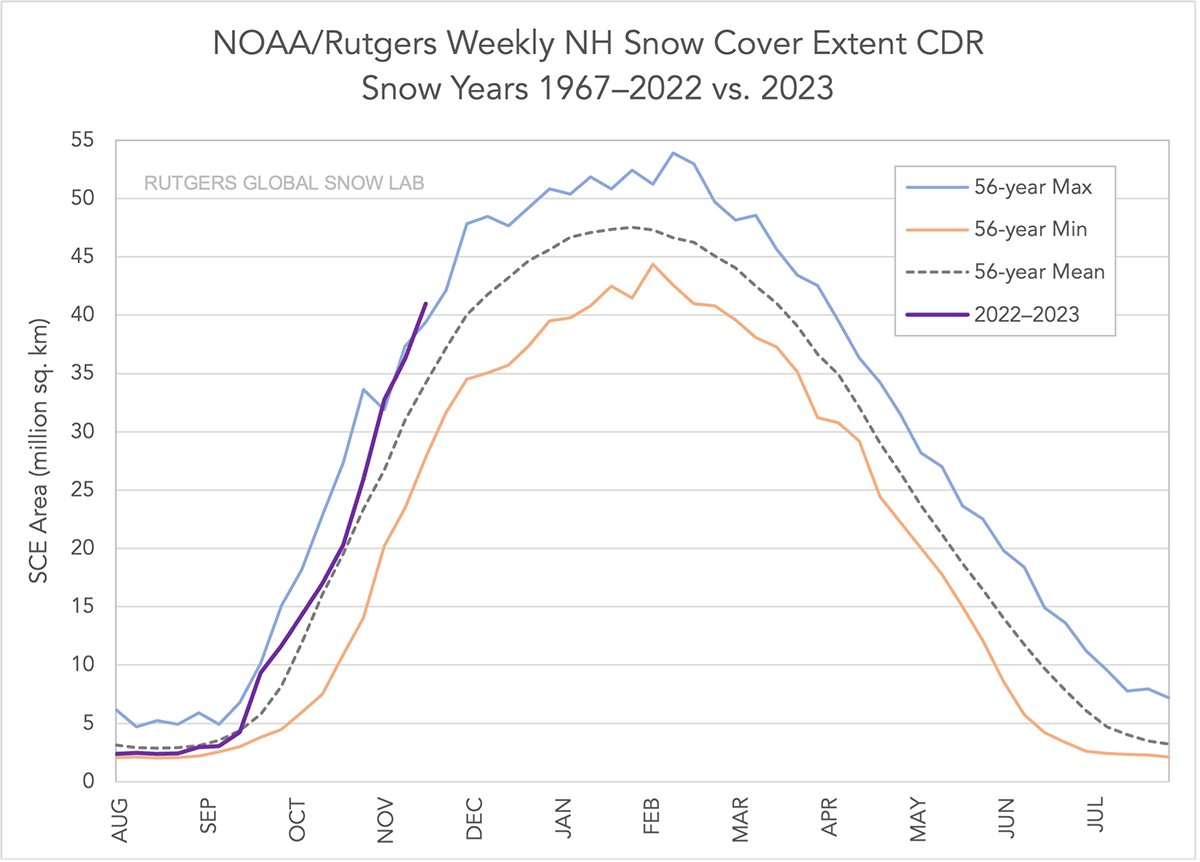 NOAA/Rutgers Weekly NH Snow Cover Extent CDR
Snow Years 1967–2022 vs. 2023
RUTGERS GLOBAL SNOW LAB
56-year Max
56-year Min
56-year Mean
2022–2023
SCE Area (million sq. km)
55
50
45
40
35
30
25
20
15
10
5
0
AUG
SEP
OCT
NOV
DEC
JAN
FEB
MAR
APR
MAY
JUN
JUL